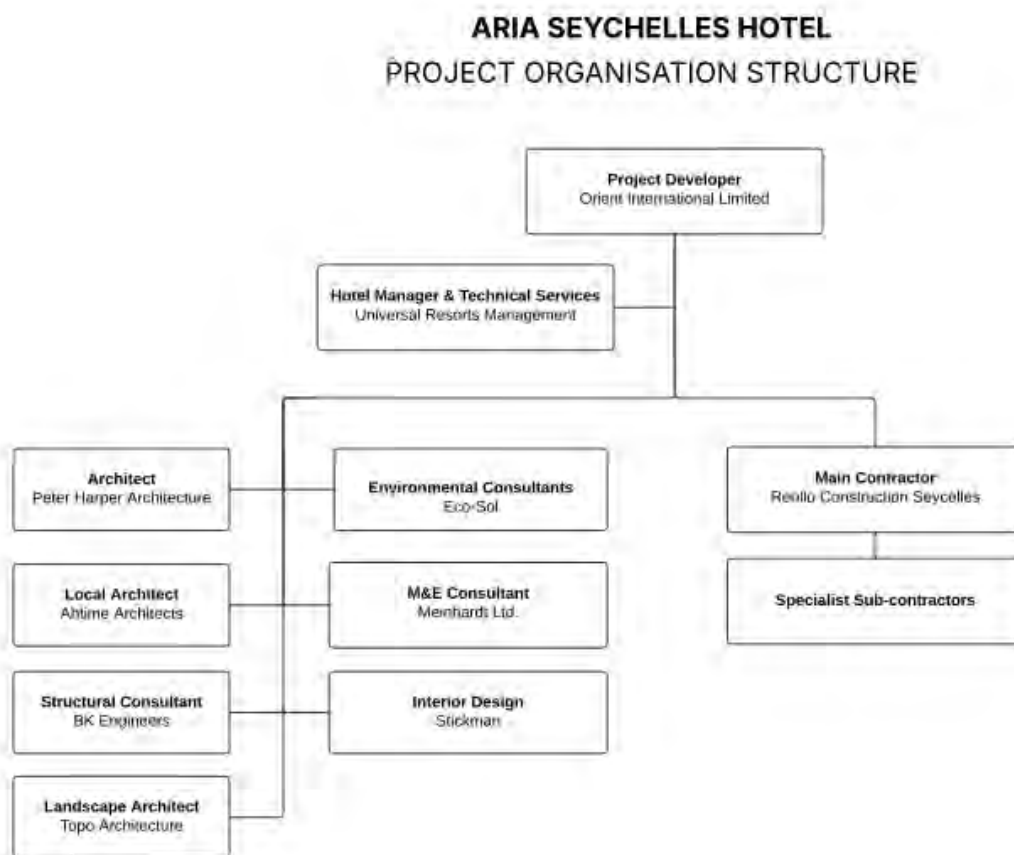 ARIA SEYCHELLES HOTEL
PROJECT ORGANISATION STRUCTURE
Project Developer
Orient International Limited
Hotel Manager & Technical Services
Universal Resorts Management
Architect
Peter Harper Architecture
Environmental Consultants
Eco-Sol
Main Contractor
Construction Seycelles
Local Architect
Ahtime Architects
M&E Consultant
Meinhardt Ltd.
Specialist Sub-contractors
Structural Consultant
BK Engineers
Interior Design
Stickman
Landscape Architect
Topo Architecture